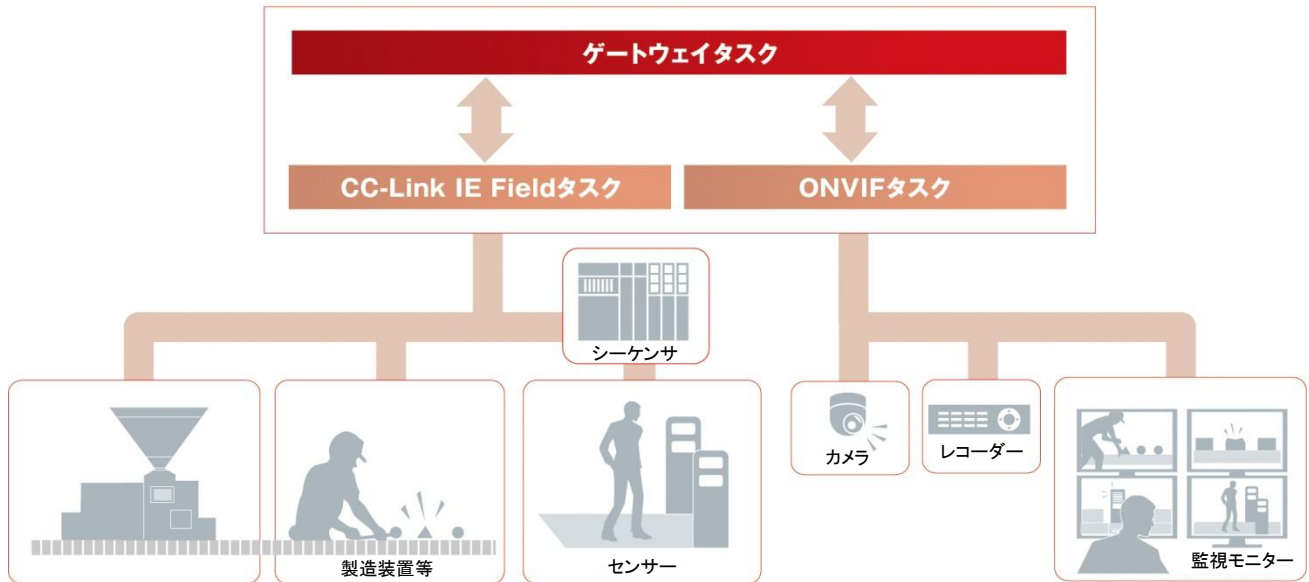 ゲートウェイタスク
CC-Link IE Fieldタスク
ONVIFタスク
シーケンサ
カメラ
レコーダー
製造装置等
センサー
監視モニター